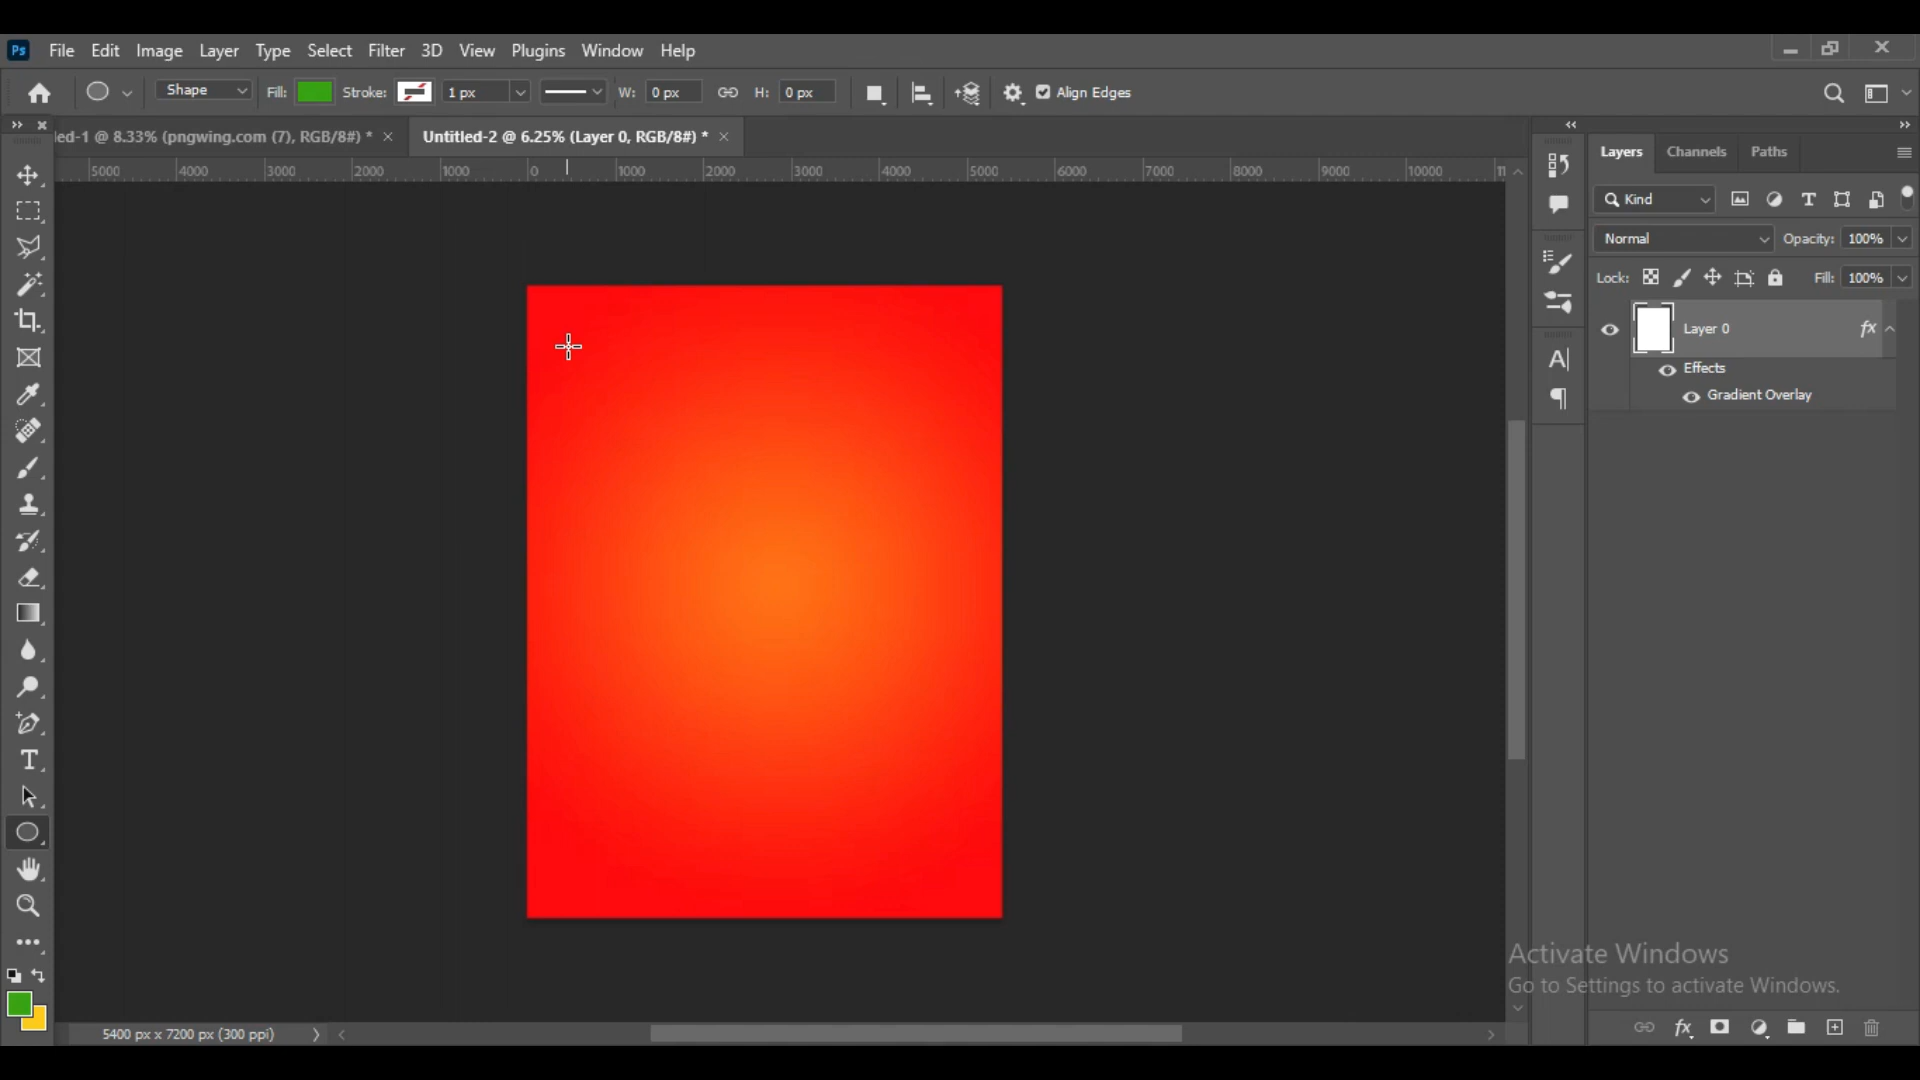 Ps File Edit Image Layer Type Select Filter 3D View Plugins Window Help
Shape Fill: Stroke: 1 px W: 0 px H: 0 px Align Edges
led-1 @ 8.33% (pngwing.com (7), RGB/8#) * Untitled-2 @ 6.25% (Layer 0, RGB/8#) *
5000 4000 3000 2000 1000 0 1000 2000 3000 4000 5000 6000 7000 8000 9000 10000 11
Layers Channels Paths
Kind
Normal Opacity: 100%
Lock: Fill: 100%
Layer 0 fx
Effects
Gradient Overlay
Activate Windows
Go to Settings to activate Windows.
5400 px x 7200 px (300 ppi)